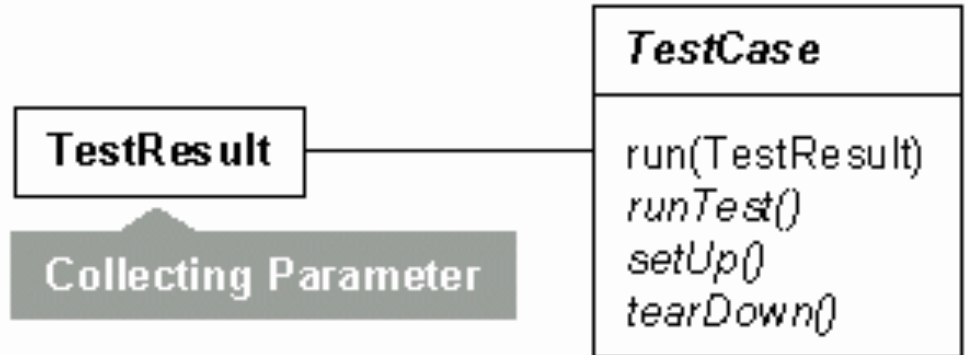 TestResult
Collecting Parameter
TestCase
run(TestResult)
runTest()
setUp()
tearDown()